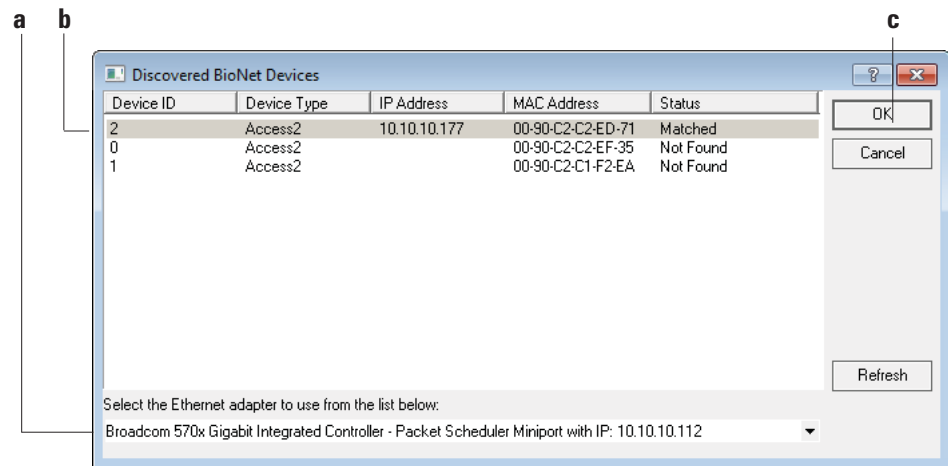 a b c
Discovered BioNet Devices
Device ID Device Type IP Address MAC Address Status
2 Access2 10.10.10.177 00-90-C2-C2-ED-71 Matched
0 Access2 00-90-C2-C2-EF-35 Not Found
1 Access2 00-90-C2-C1-F2-EA Not Found
OK
Cancel
Refresh
Select the Ethernet adapter to use from the list below:
Broadcom 570x Gigabit Integrated Controller - Packet Scheduler Miniport with IP: 10.10.10.112